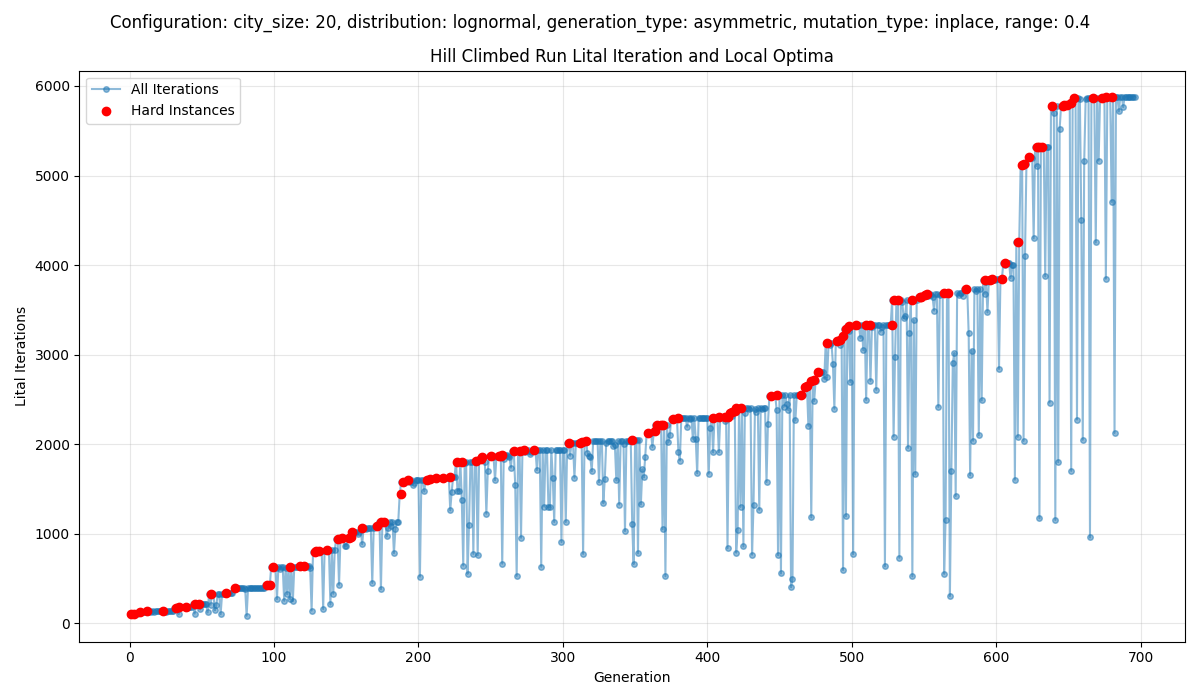 Configuration: city_size: 20, distribution: lognormal, generation_type: asymmetric, mutation_type: inplace, range: 0.4
Hill Climbed Run Lital Iteration and Local Optima
All Iterations
Hard Instances
6000
5000
4000
3000
2000
1000
0
Lital Iterations
0 100 200 300 400 500 600 700
Generation